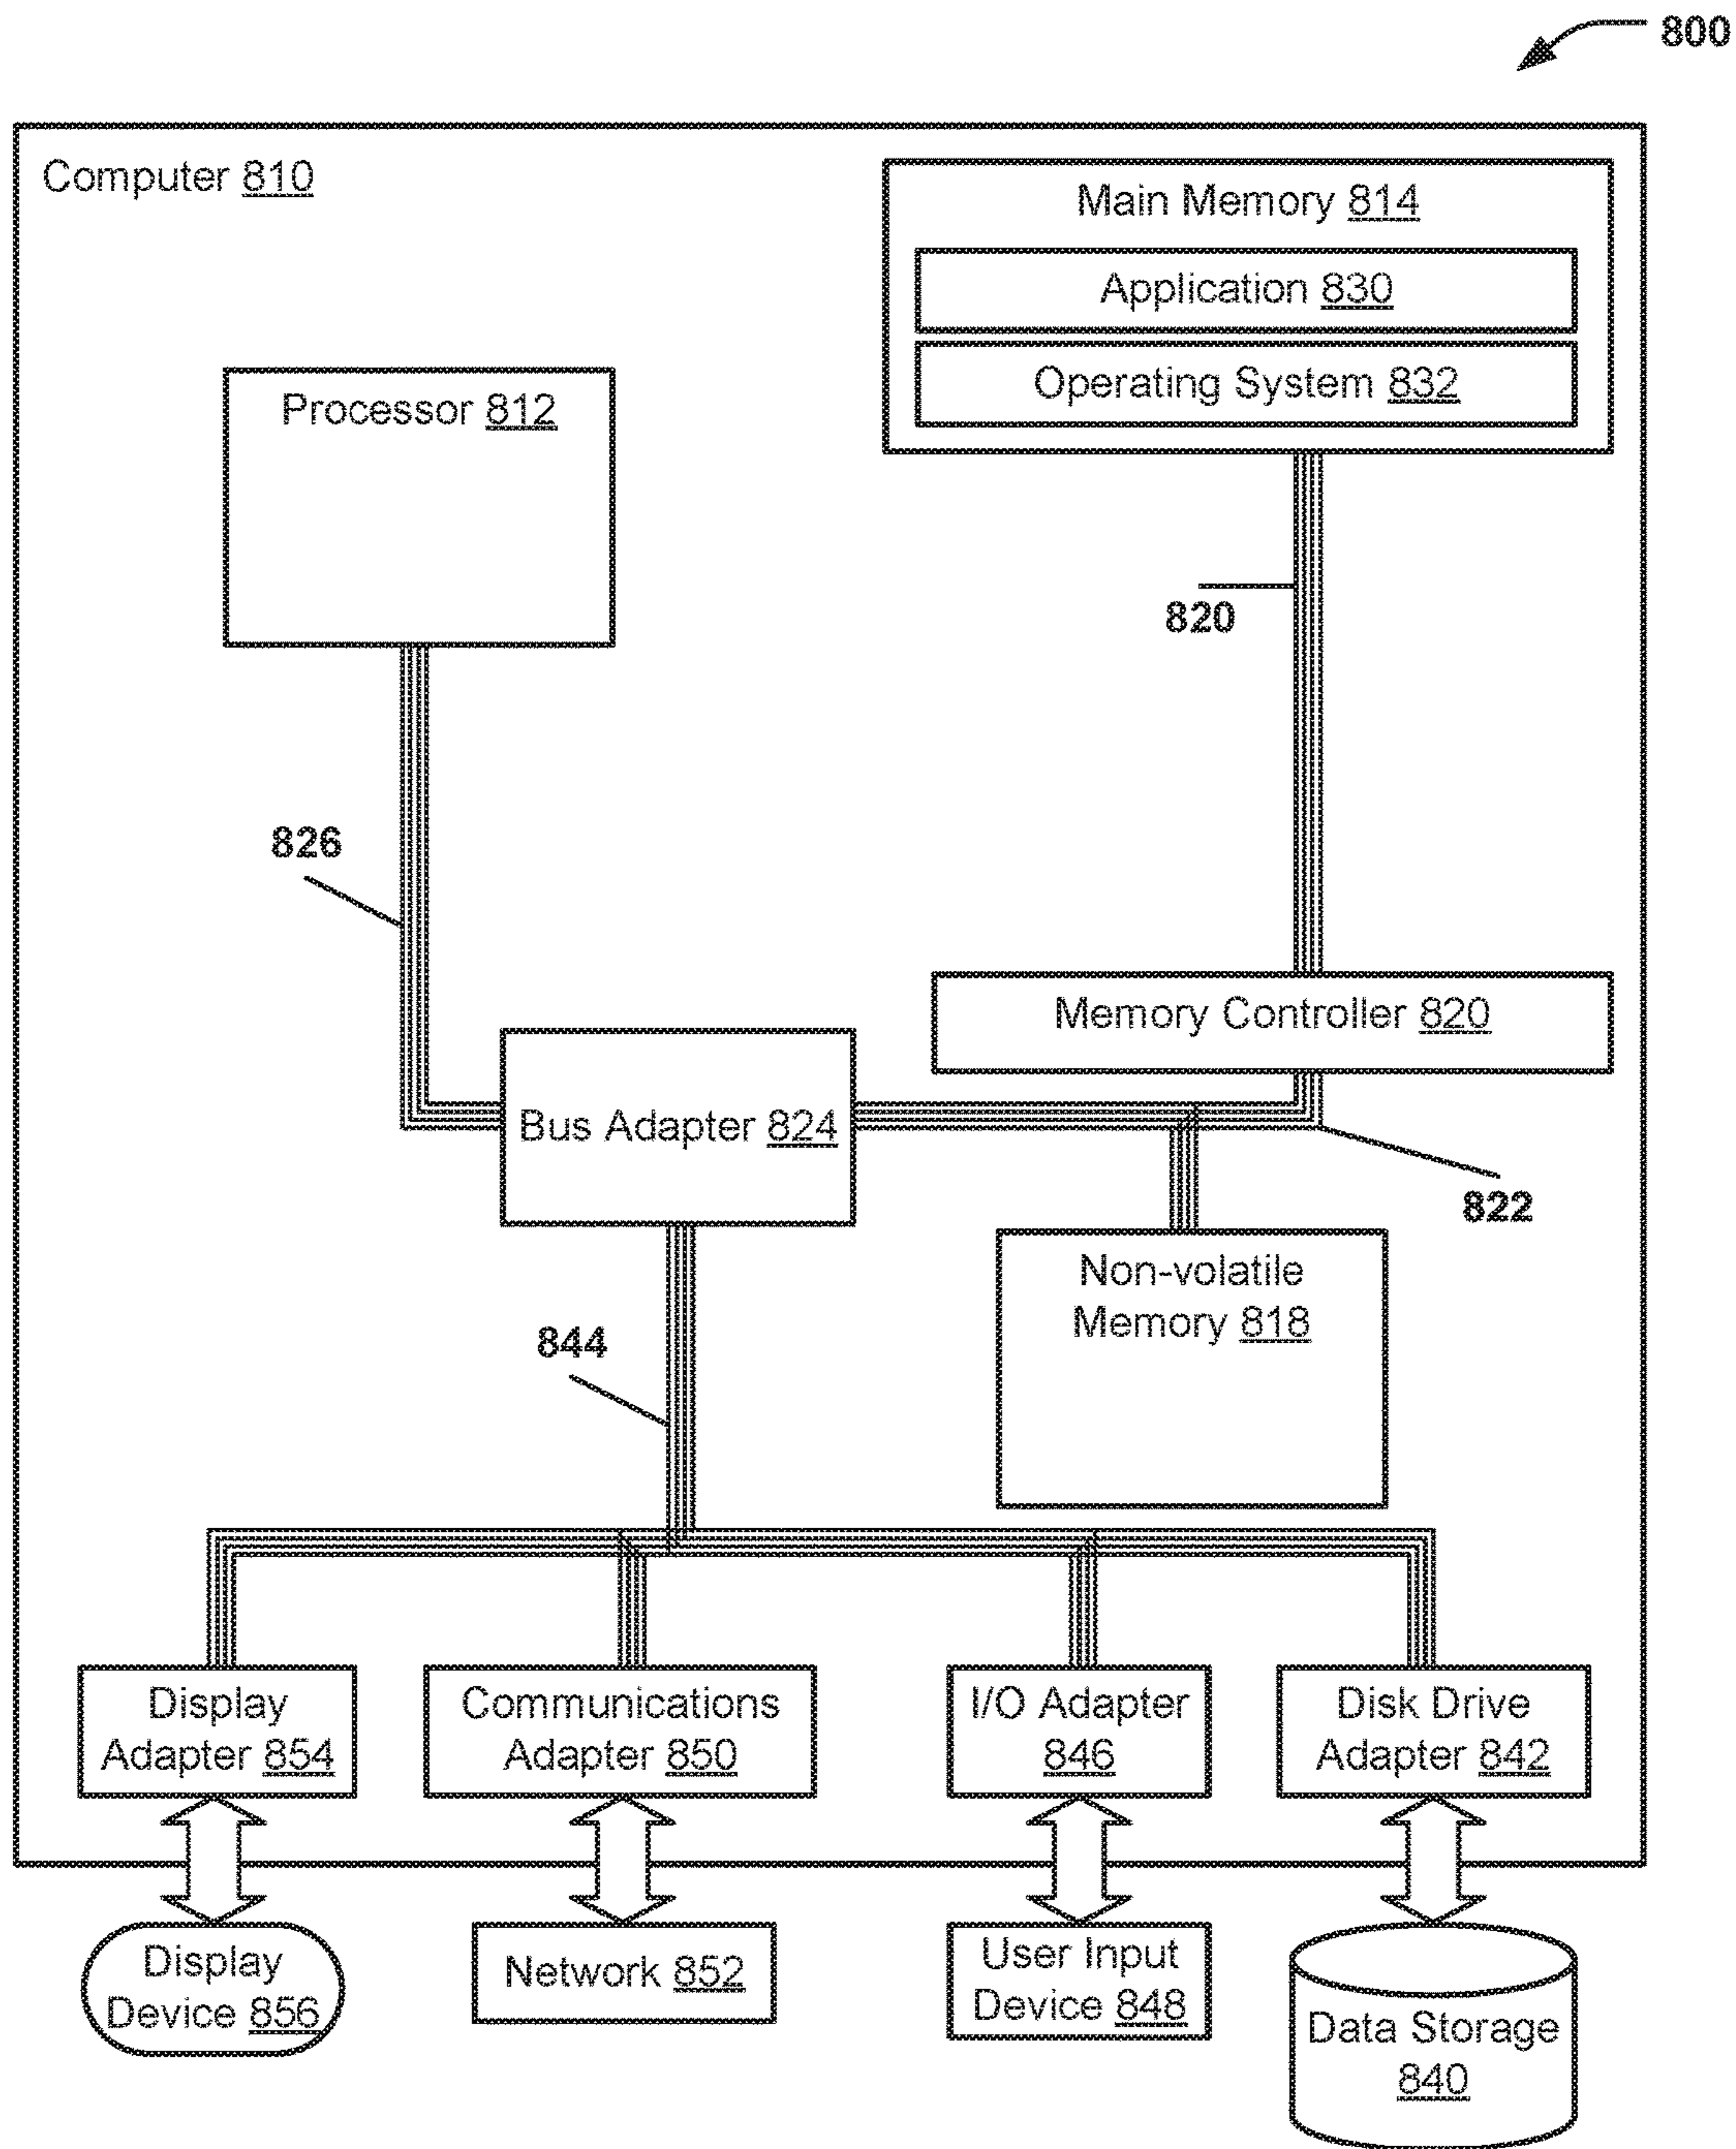 800
Computer 810
Main Memory 814
Application 830
Operating System 832
Processor 812
820
826
Memory Controller 820
Bus Adapter 824
822
Non-volatile
Memory 818
844
Display
Adapter 854
Communications
Adapter 850
I/O Adapter
846
Disk Drive
Adapter 842
Display
Device 856
Network 852
User Input
Device 848
Data Storage
840